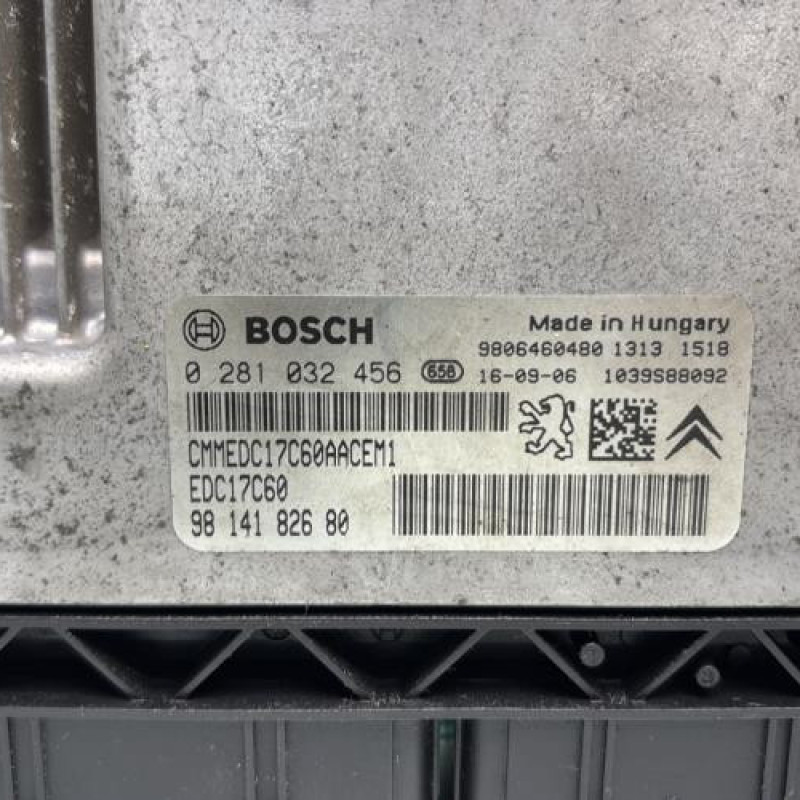 BOSCH
Made in Hungary
9806460480 1313 1518
0 281 032 456 658 16-09-06 1039S88092
CMMEDC17C60AACEM1
EDC17C60
98 141 826 80